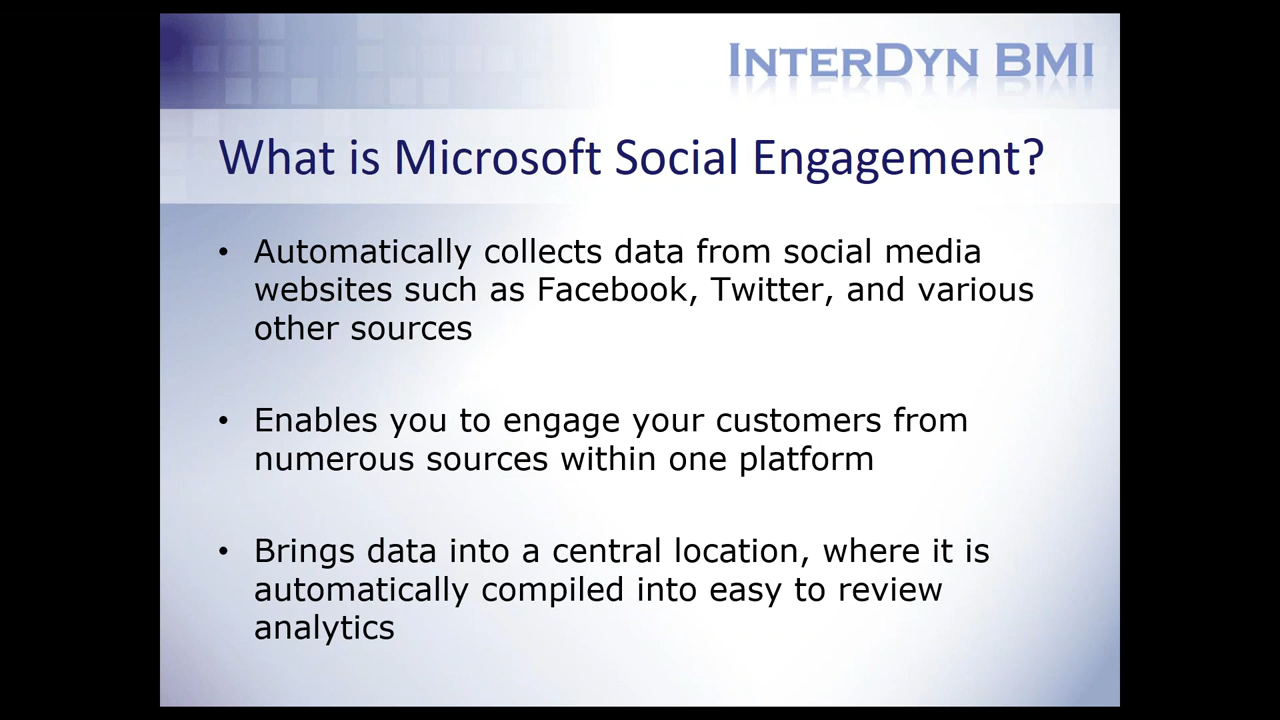 INTERDYN BMI
What is Microsoft Social Engagement?
• Automatically collects data from social media
websites such as Facebook, Twitter, and various
other sources
• Enables you to engage your customers from
numerous sources within one platform
• Brings data into a central location, where it is
automatically compiled into easy to review
analytics